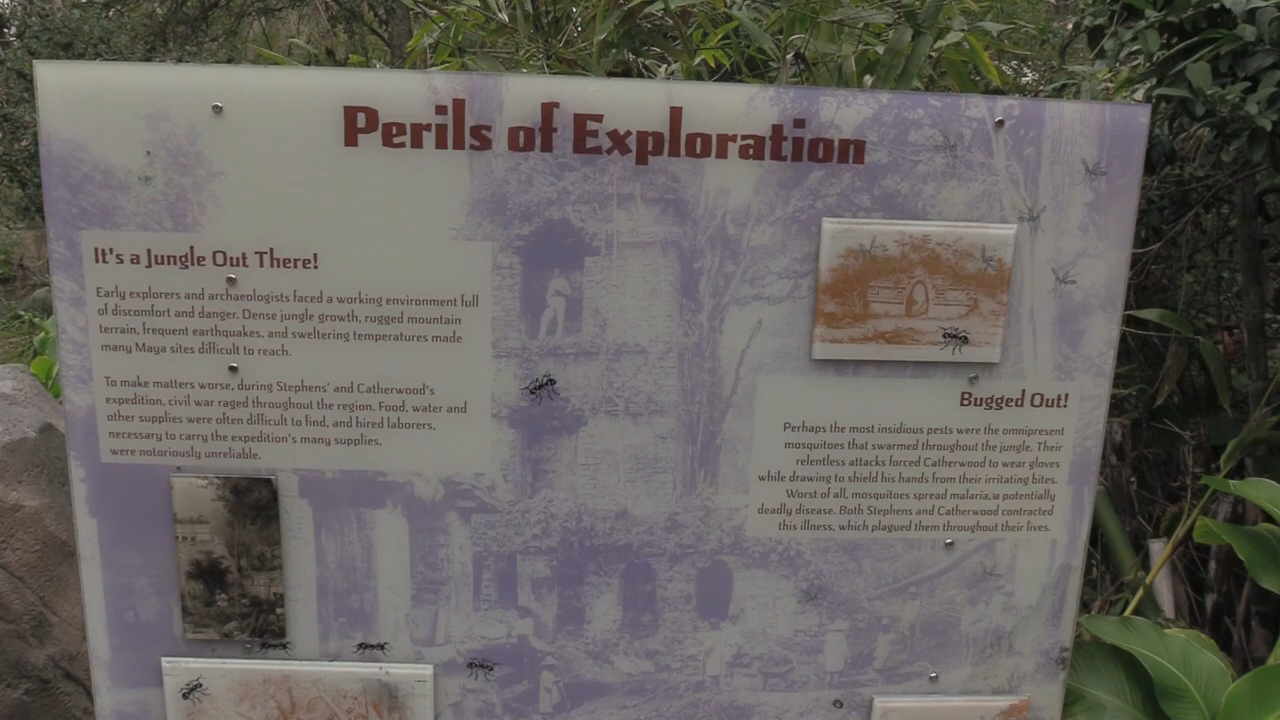 Perils of Exploration
It's a Jungle Out There!
Early explorers and archaeologists faced a working environment full
of discomfort and danger. Dense jungle growth, rugged mountain
terrain, frequent earthquakes, and sweltering temperatures made
many Maya sites difficult to reach.
To make matters worse, during Stephens' and Catherwood's
expedition, civil war raged throughout the region. Food, water and
other supplies were often difficult to find, and hired laborers,
necessary to carry the expedition's many supplies,
were notoriously unreliable.
Bugged Out!
Perhaps the most insidious pests were the omnipresent
mosquitoes that swarmed throughout the jungle. Their
relentless attacks forced Catherwood to wear gloves
while drawing to shield his hands from their irritating bites.
Worst of all, mosquitoes spread malaria, a potentially
deadly disease. Both Stephens and Catherwood contracted
this illness, which plagued them throughout their lives.